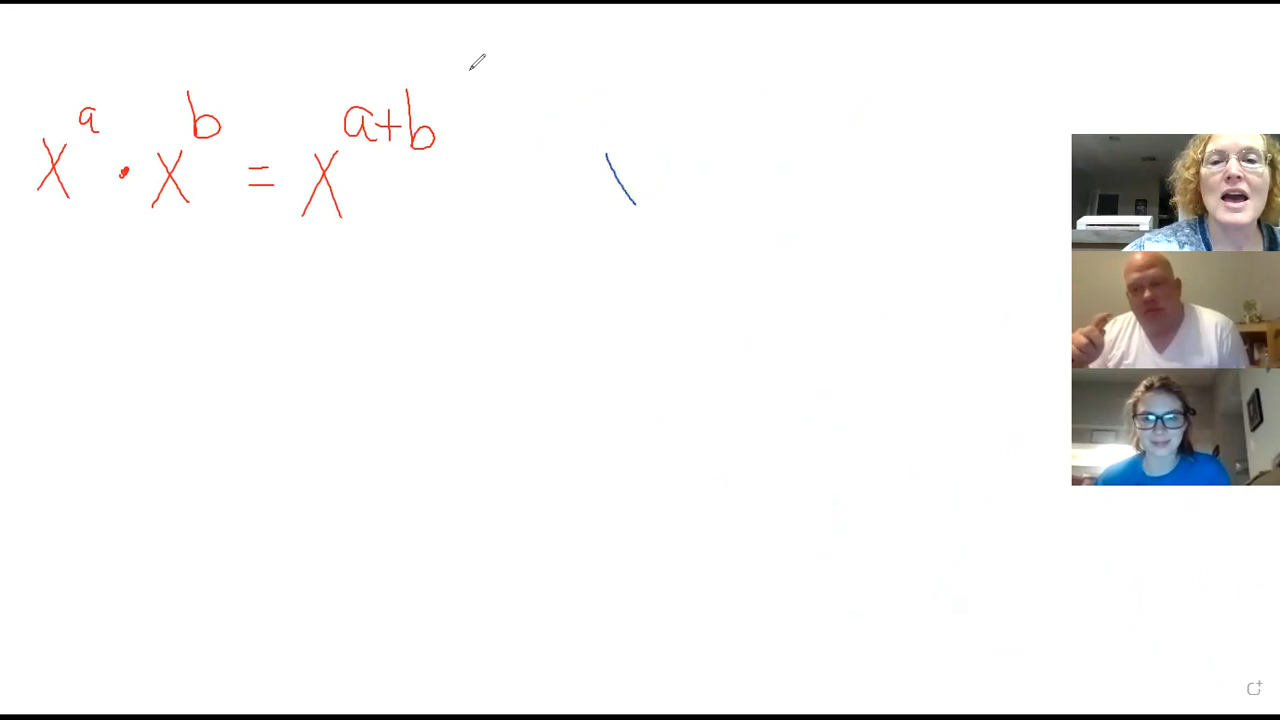 X^a · X^b = X^(a+b)